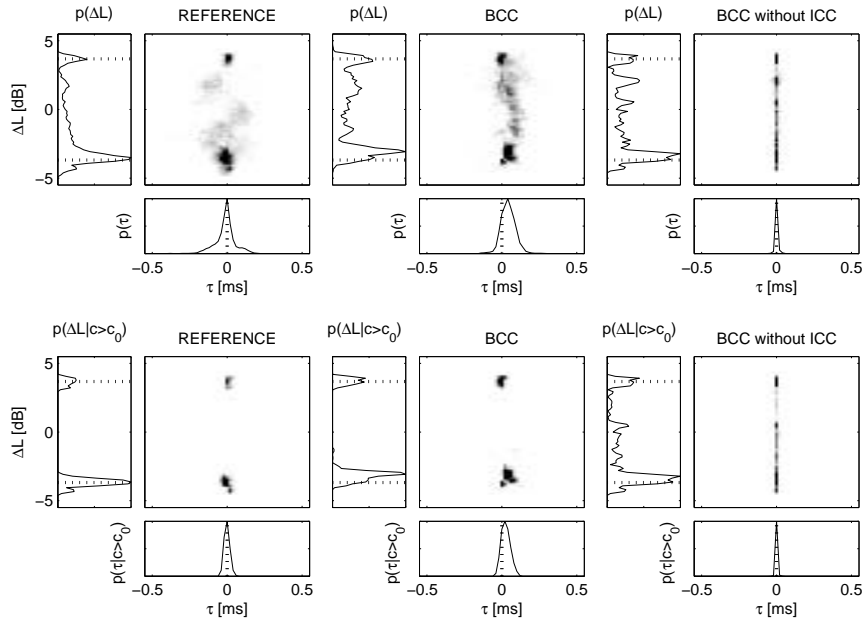 p(ΔL) REFERENCE p(ΔL) BCC p(ΔL) BCC without ICC
5
0
−5
ΔL [dB]
p(τ) p(τ) p(τ)
−0.5 0 0.5 −0.5 0 0.5 −0.5 0 0.5
τ [ms] τ [ms] τ [ms]
p(ΔL|c>c0) REFERENCE p(ΔL|c>c0) BCC p(ΔL|c>c0) BCC without ICC
5
0
−5
ΔL [dB]
p(τ|c>c0) p(τ|c>c0) p(τ|c>c0)
−0.5 0 0.5 −0.5 0 0.5 −0.5 0 0.5
τ [ms] τ [ms] τ [ms]